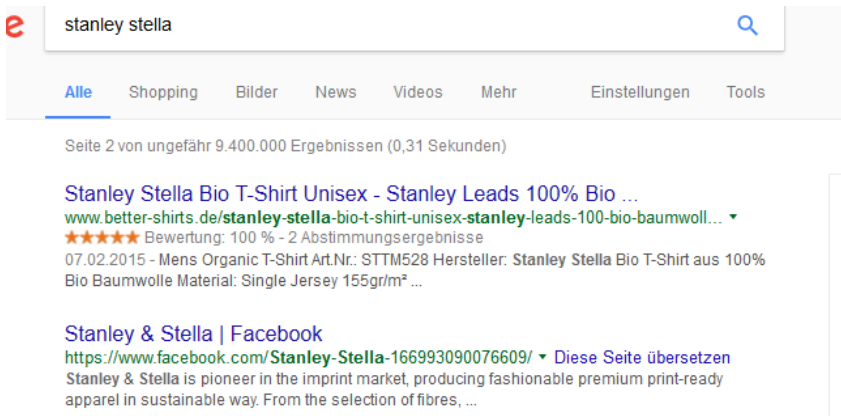 e
stanley stella
Alle Shopping Bilder News Videos Mehr Einstellungen Tools
Seite 2 von ungefähr 9.400.000 Ergebnissen (0,31 Sekunden)
Stanley Stella Bio T-Shirt Unisex - Stanley Leads 100% Bio ...
www.better-shirts.de/stanley-stella-bio-t-shirt-unisex-stanley-leads-100-bio-baumwoll... ▾
★★★★★ Bewertung: 100 % - 2 Abstimmungsergebnisse
07.02.2015 - Mens Organic T-Shirt Art.Nr.: STTM528 Hersteller: Stanley Stella Bio T-Shirt aus 100%
Bio Baumwolle Material: Single Jersey 155gr/m² ...
Stanley & Stella | Facebook
https://www.facebook.com/Stanley-Stella-166993090076609/ ▾ Diese Seite übersetzen
Stanley & Stella is pioneer in the imprint market, producing fashionable premium print-ready
apparel in sustainable way. From the selection of fibres, ...